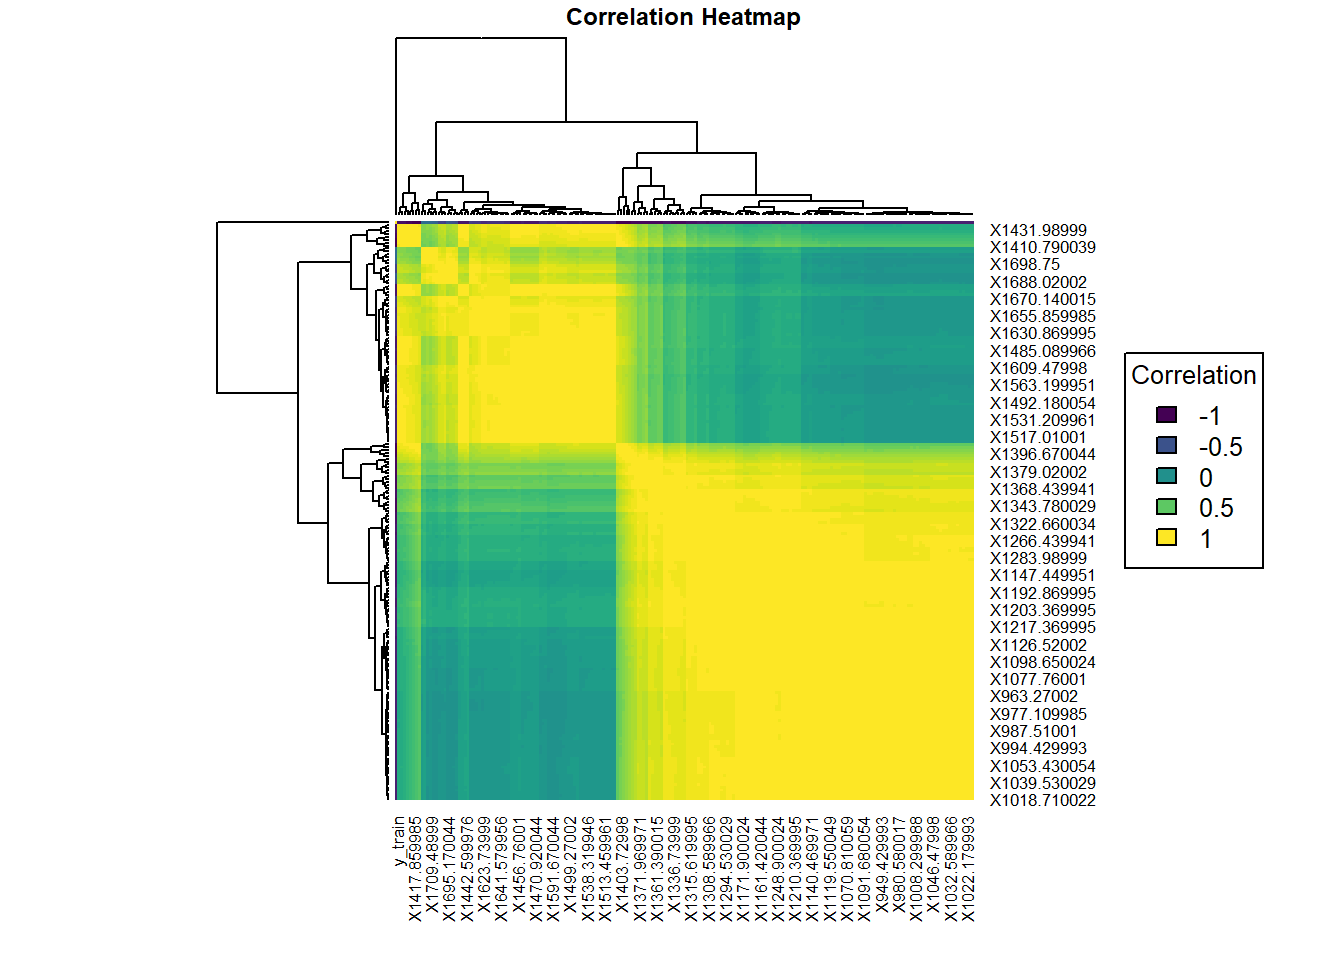 Correlation Heatmap
X1431.98999
X1410.790039
X1698.75
X1688.02002
X1670.140015
X1655.859985
X1630.869995
X1485.089966
X1609.47998
X1563.199951
X1492.180054
X1531.209961
X1517.01001
X1396.670044
X1379.02002
X1368.439941
X1343.780029
X1322.660034
X1266.439941
X1283.98999
X1147.449951
X1192.869995
X1203.369995
X1217.369995
X1126.52002
X1098.650024
X1077.76001
X963.27002
X977.109985
X987.51001
X994.429993
X1053.430054
X1039.530029
X1018.710022
Correlation
-1
-0.5
0
0.5
1
y_train
X1417.859985
X1709.48999
X1695.170044
X1442.599976
X1623.73999
X1641.579956
X1456.76001
X1470.920044
X1591.670044
X1499.27002
X1538.319946
X1513.459961
X1403.72998
X1371.969971
X1361.390015
X1336.73999
X1315.619995
X1308.589966
X1294.530029
X1171.900024
X1161.420044
X1248.900024
X1210.369995
X1140.469971
X1119.550049
X1070.810059
X1091.680054
X949.429993
X980.580017
X1008.299988
X1046.47998
X1032.589966
X1022.179993